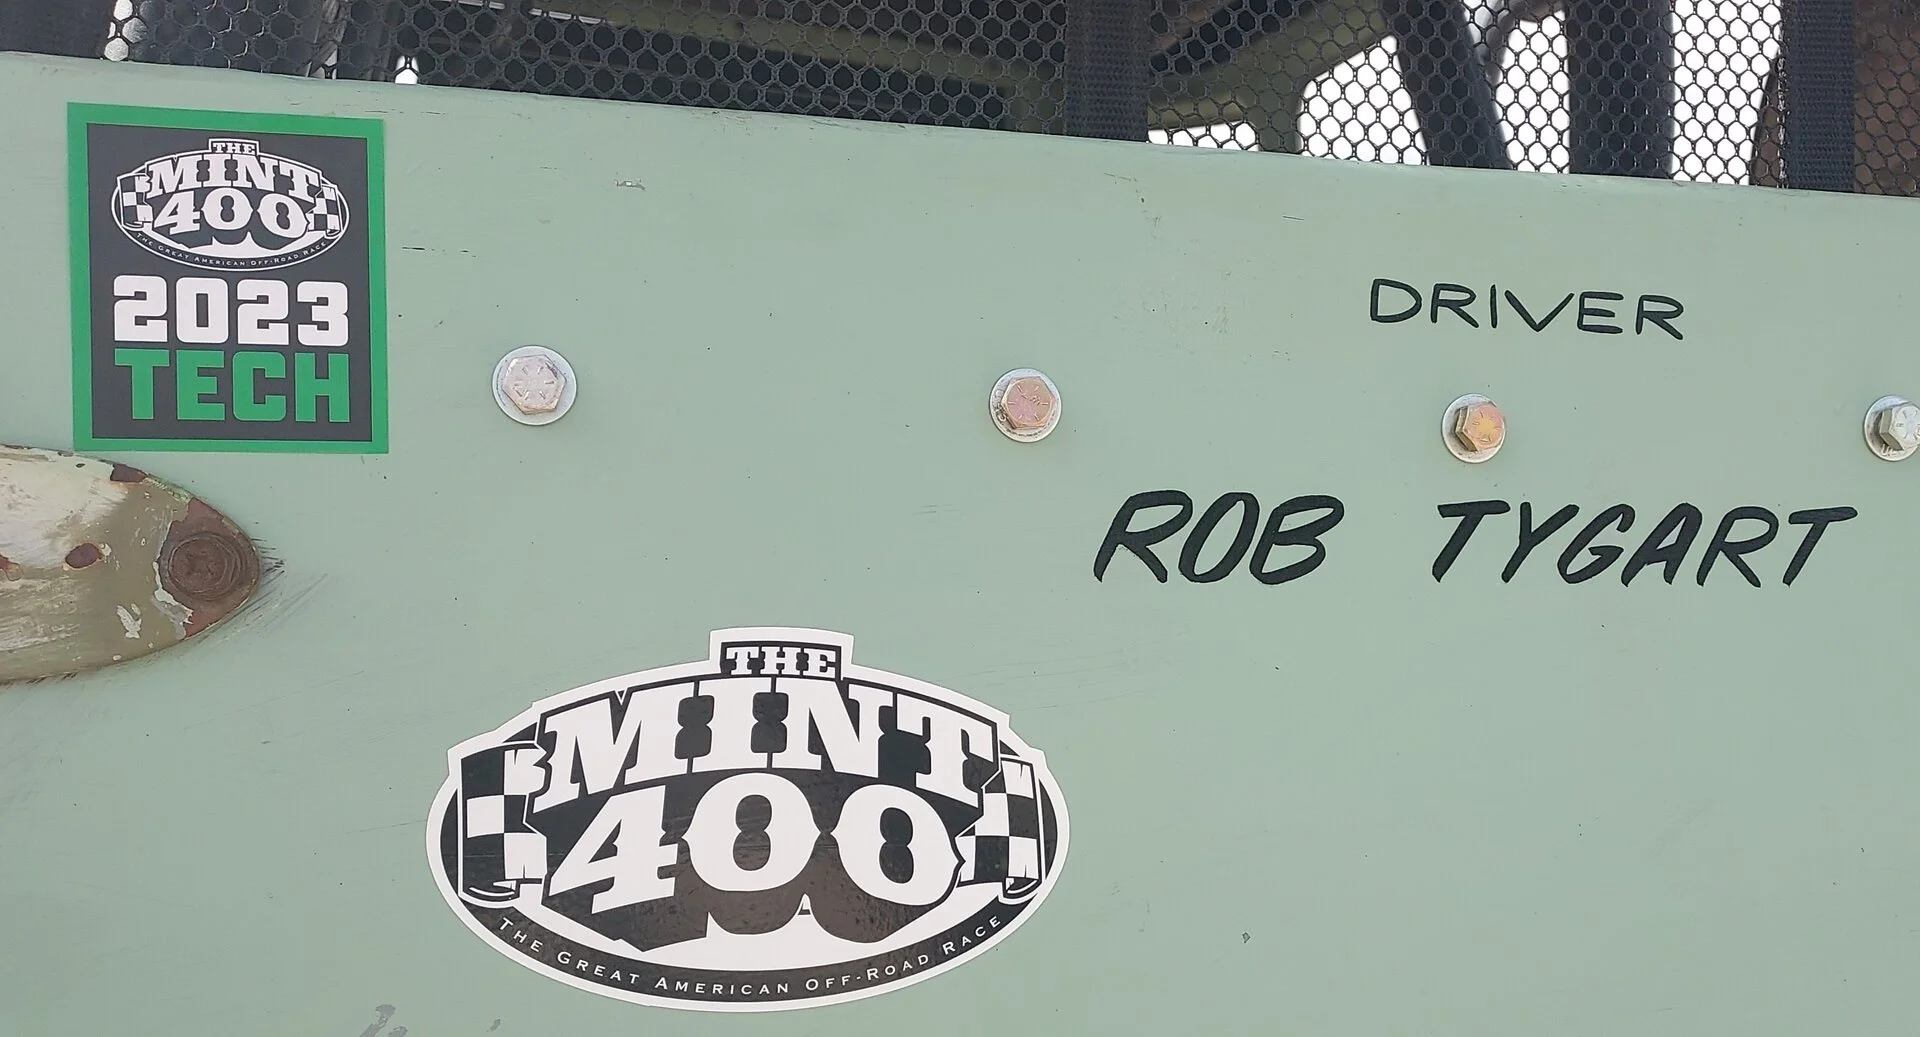 THE
MINT
400
THE GREAT AMERICAN OFF-ROAD RACE
2023
TECH
DRIVER
ROB TYGART
THE
MINT
400
THE GREAT AMERICAN OFF-ROAD RACE